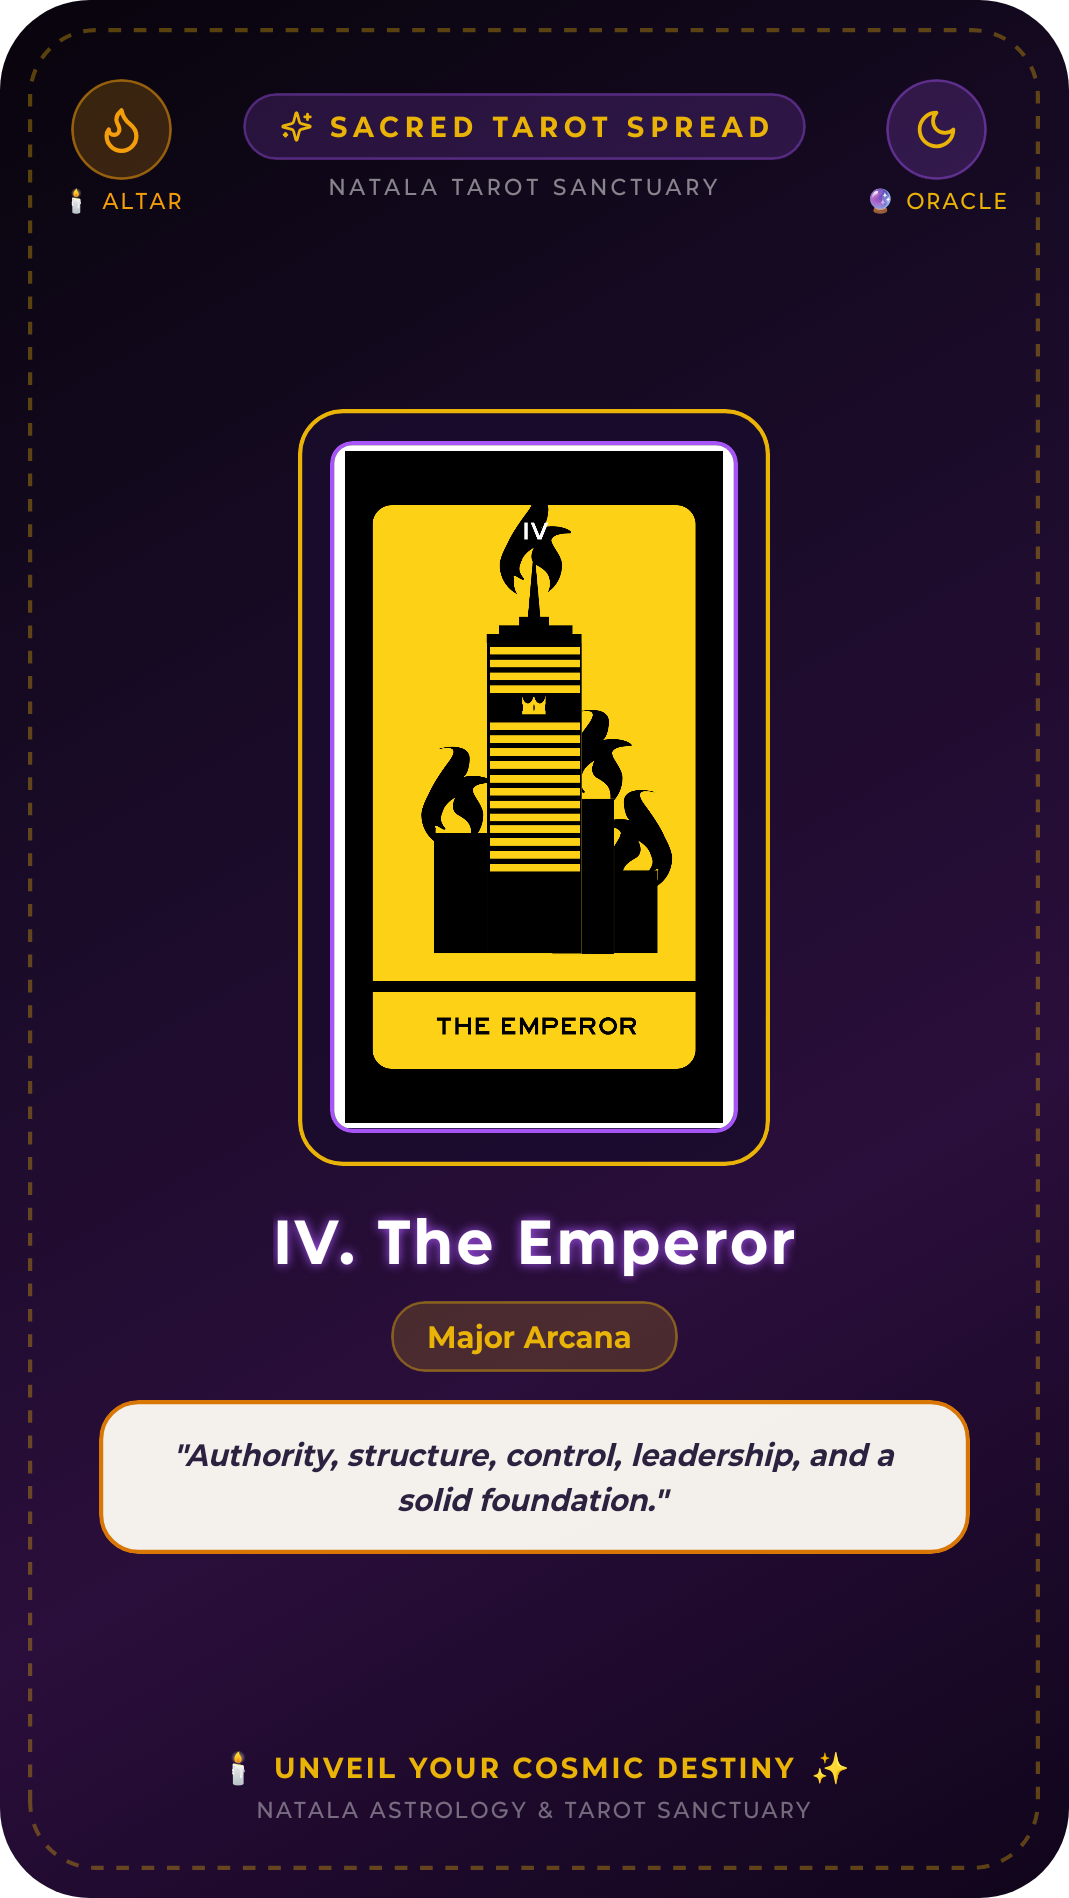 SACRED TAROT SPREAD
NATALA TAROT SANCTUARY
🕯️ ALTAR
🔮 ORACLE
IV
THE EMPEROR
IV. The Emperor
Major Arcana
"Authority, structure, control, leadership, and a
solid foundation."
🕯️ UNVEIL YOUR COSMIC DESTINY ✨
NATALA ASTROLOGY & TAROT SANCTUARY